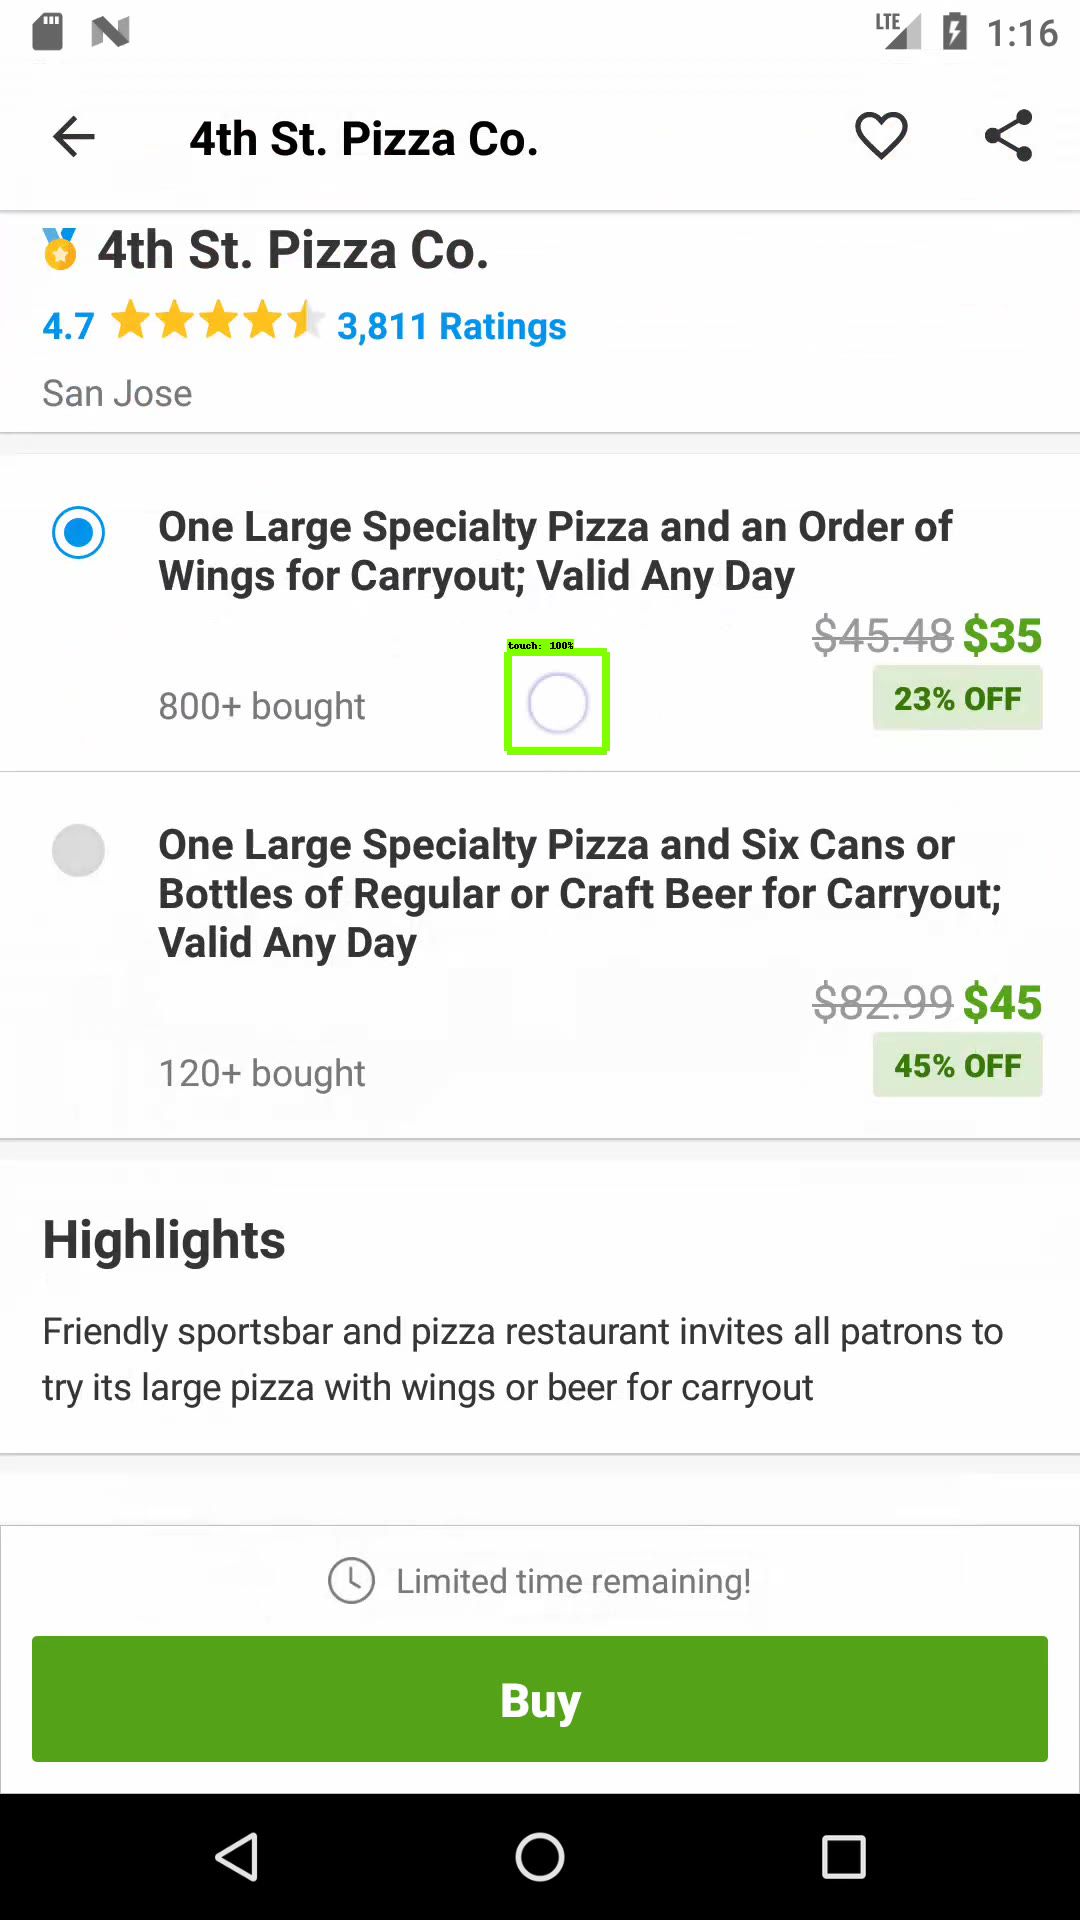 LTE 1:16
4th St. Pizza Co.
4th St. Pizza Co.
4.7 3,811 Ratings
San Jose
One Large Specialty Pizza and an Order of
Wings for Carryout; Valid Any Day
$45.48 $35
touch: 100%
800+ bought 23% OFF
One Large Specialty Pizza and Six Cans or
Bottles of Regular or Craft Beer for Carryout;
Valid Any Day
$82.99 $45
120+ bought 45% OFF
Highlights
Friendly sportsbar and pizza restaurant invites all patrons to
try its large pizza with wings or beer for carryout
Limited time remaining!
Buy